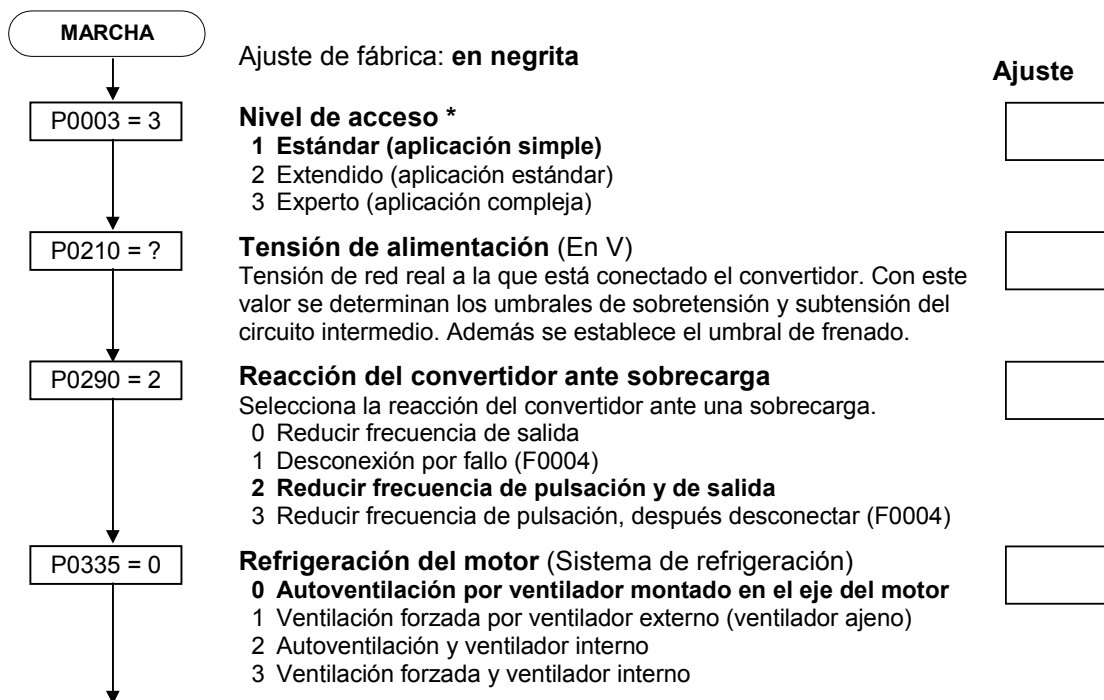 MARCHA
Ajuste de fábrica: en negrita
Ajuste
P0003 = 3
Nivel de acceso *
1 Estándar (aplicación simple)
2 Extendido (aplicación estándar)
3 Experto (aplicación compleja)
P0210 = ?
Tensión de alimentación (En V)
Tensión de red real a la que está conectado el convertidor. Con este
valor se determinan los umbrales de sobretensión y subtensión del
circuito intermedio. Además se establece el umbral de frenado.
P0290 = 2
Reacción del convertidor ante sobrecarga
Selecciona la reacción del convertidor ante una sobrecarga.
0 Reducir frecuencia de salida
1 Desconexión por fallo (F0004)
2 Reducir frecuencia de pulsación y de salida
3 Reducir frecuencia de pulsación, después desconectar (F0004)
P0335 = 0
Refrigeración del motor (Sistema de refrigeración)
0 Autoventilación por ventilador montado en el eje del motor
1 Ventilación forzada por ventilador externo (ventilador ajeno)
2 Autoventilación y ventilador interno
3 Ventilación forzada y ventilador interno